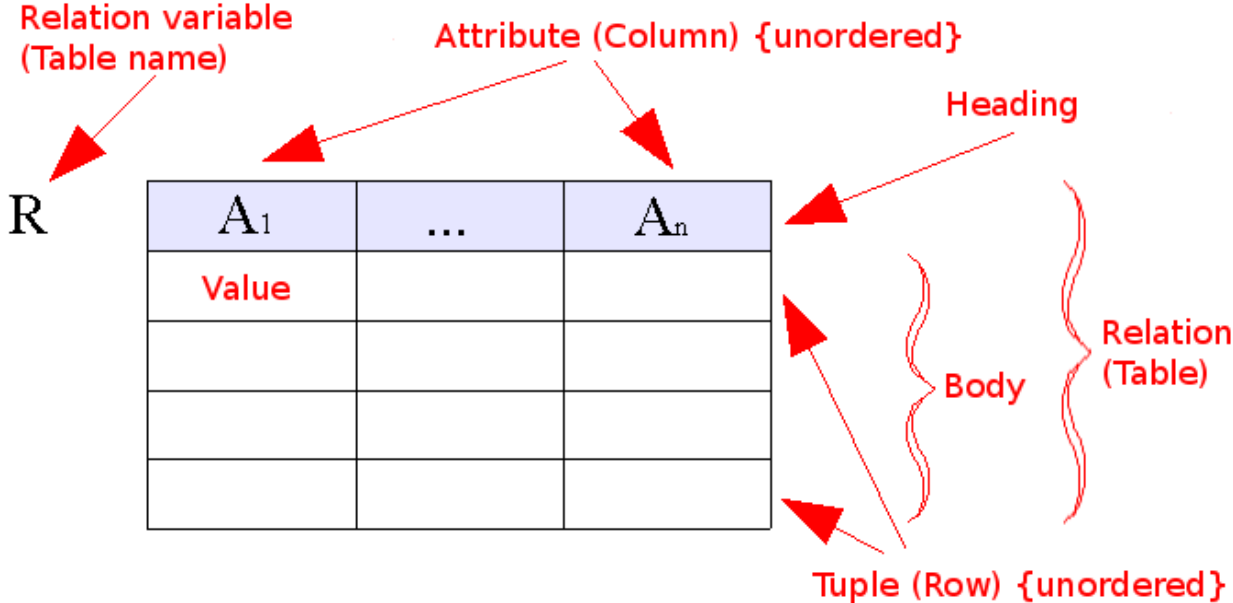 Relation variable
(Table name)
Attribute (Column) {unordered}
Heading
R
A1
...
An
Value
Relation
(Table)
Body
Tuple (Row) {unordered}